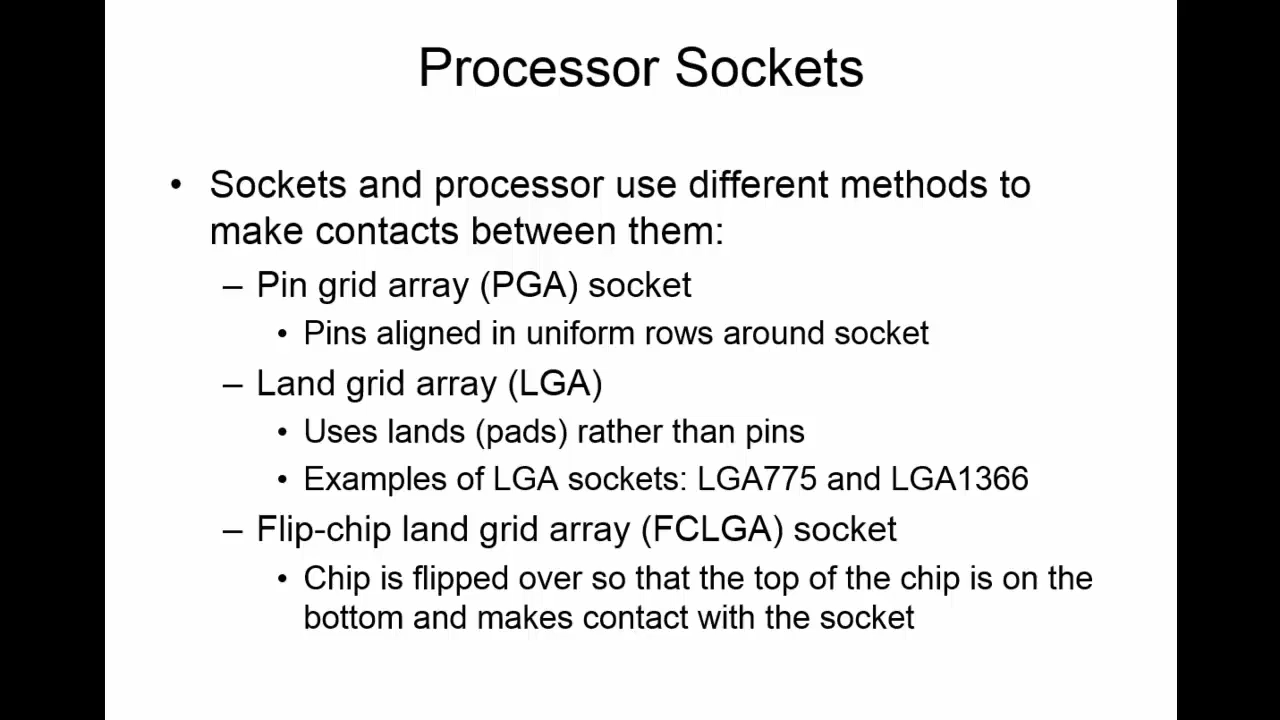 Processor Sockets
• Sockets and processor use different methods to
make contacts between them:
– Pin grid array (PGA) socket
• Pins aligned in uniform rows around socket
– Land grid array (LGA)
• Uses lands (pads) rather than pins
• Examples of LGA sockets: LGA775 and LGA1366
– Flip-chip land grid array (FCLGA) socket
• Chip is flipped over so that the top of the chip is on the
bottom and makes contact with the socket